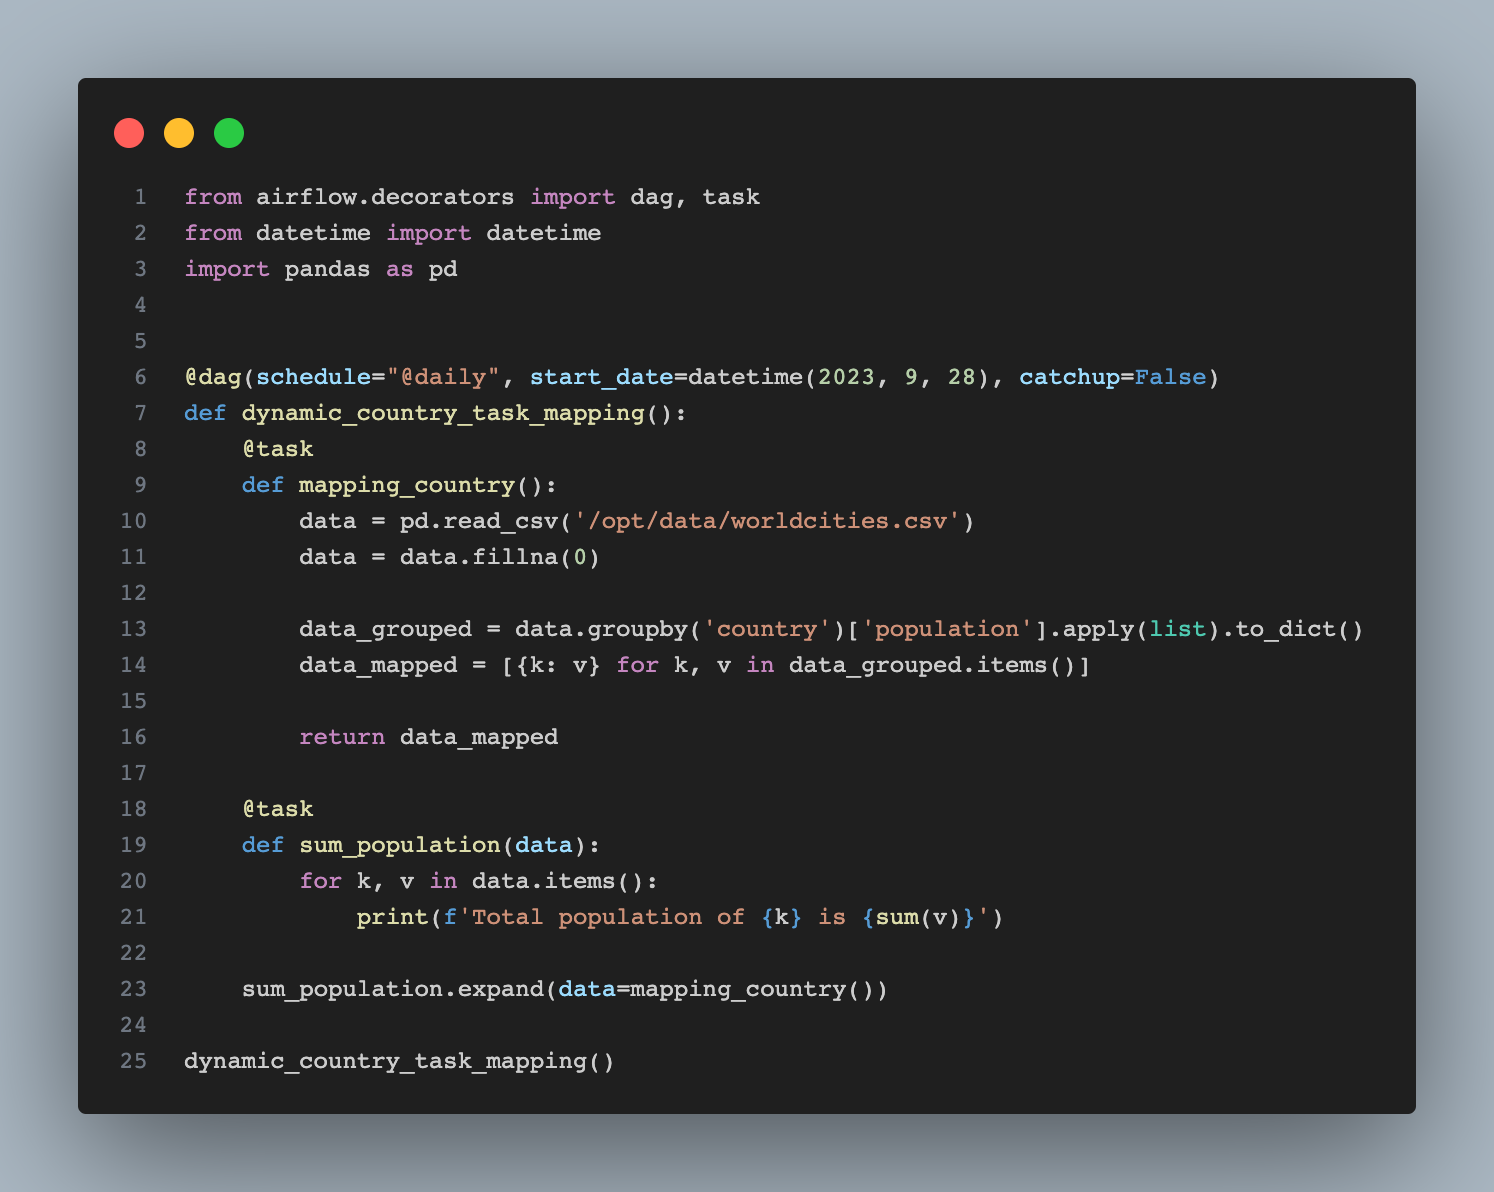 1 from airflow.decorators import dag, task
2 from datetime import datetime
3 import pandas as pd
4
5
6 @dag(schedule="@daily", start_date=datetime(2023, 9, 28), catchup=False)
7 def dynamic_country_task_mapping():
8     @task
9     def mapping_country():
10         data = pd.read_csv('/opt/data/worldcities.csv')
11         data = data.fillna(0)
12
13         data_grouped = data.groupby('country')['population'].apply(list).to_dict()
14         data_mapped = [{k: v} for k, v in data_grouped.items()]
15
16         return data_mapped
17
18     @task
19     def sum_population(data):
20         for k, v in data.items():
21             print(f'Total population of {k} is {sum(v)}')
22
23     sum_population.expand(data=mapping_country())
24
25 dynamic_country_task_mapping()